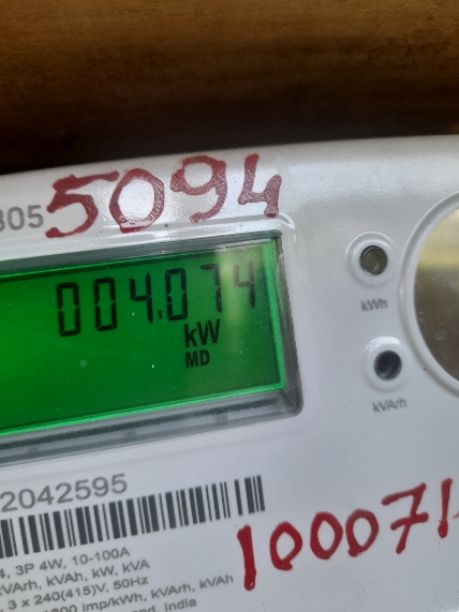 305 5094
004.074
kW
MD
kWh
kVArh
2042595
, 3P 4W, 10-100A
kVArh, kVAh, kW, kVA
3 x 240(415)V, 50Hz
imp/kWh, kVArh, kVAh
India
100071